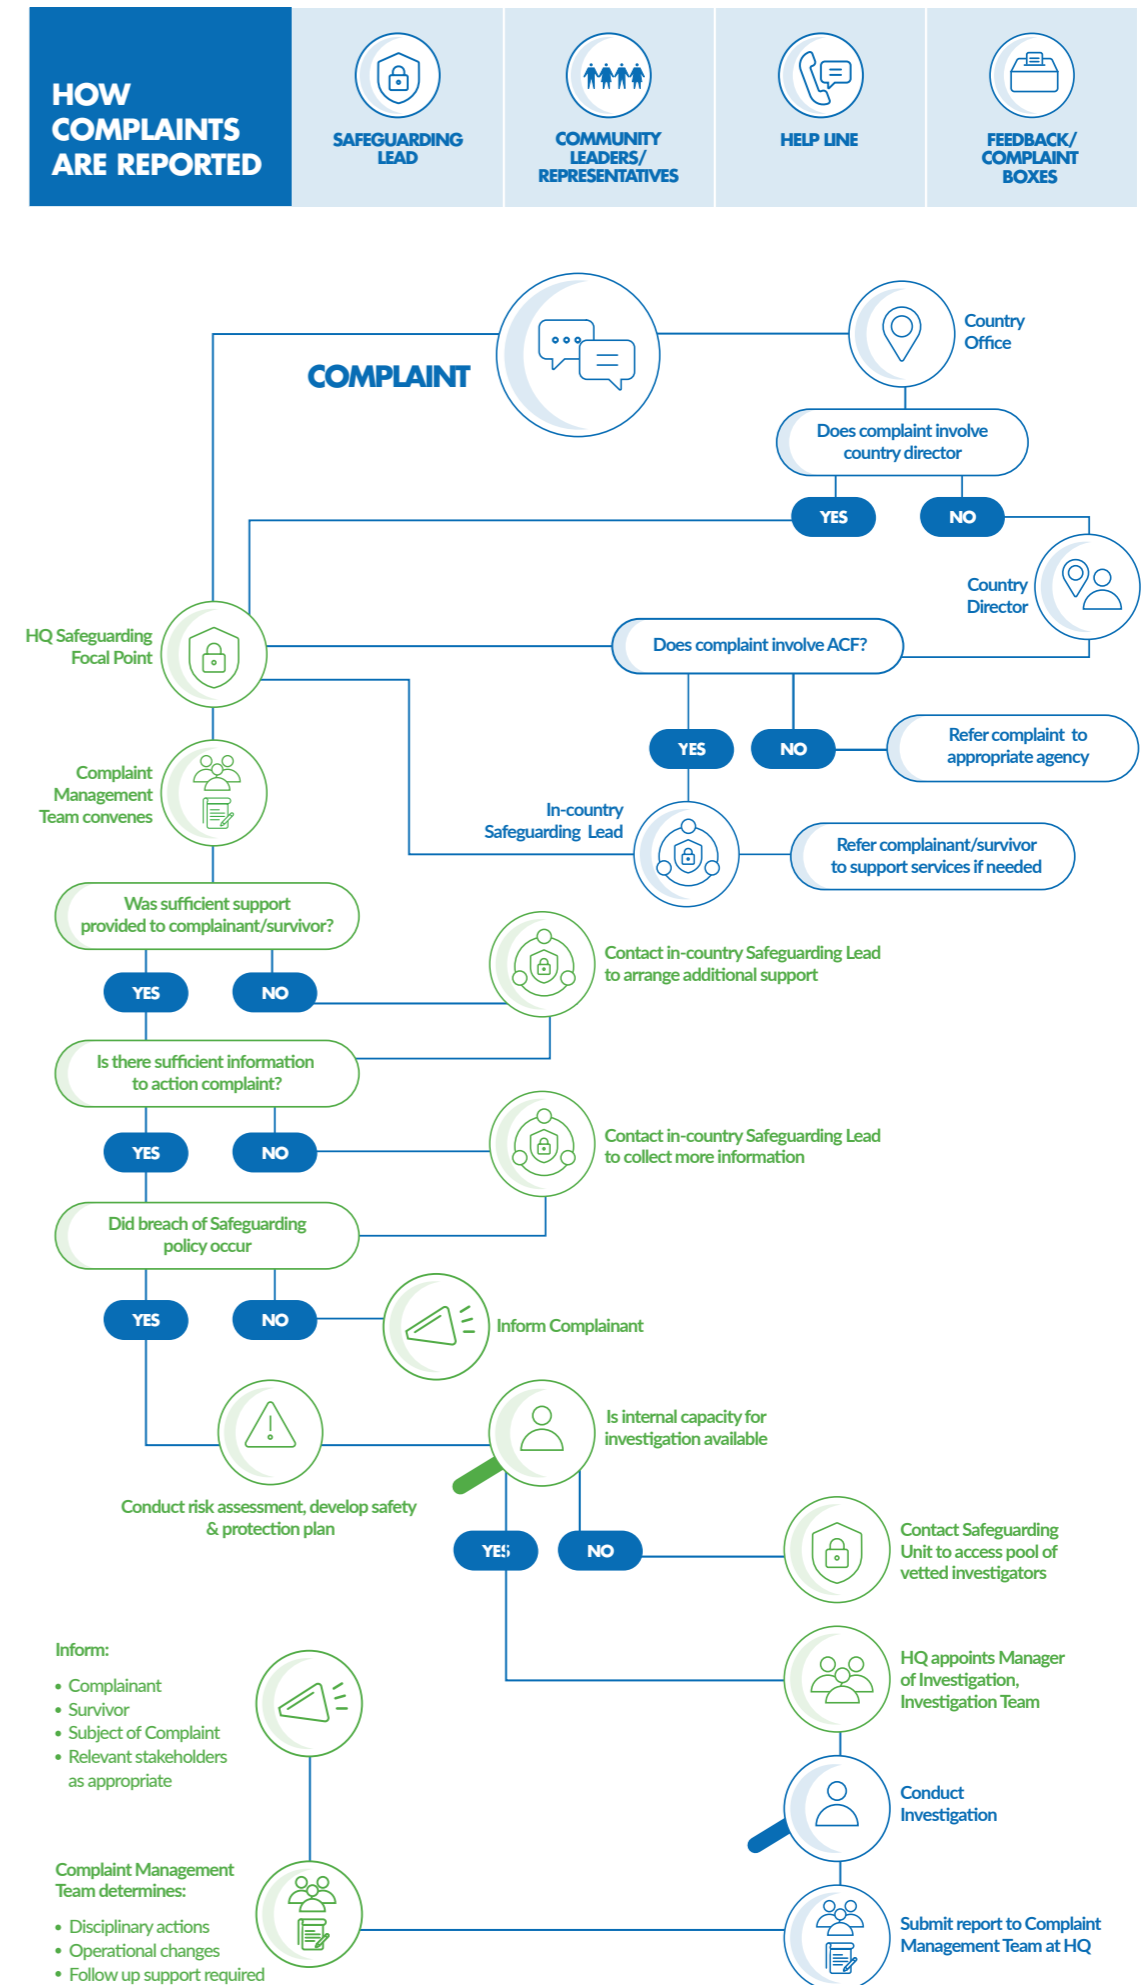 HOW
COMPLAINTS
ARE REPORTED
SAFEGUARDING
LEAD
COMMUNITY
LEADERS/
REPRESENTATIVES
HELP LINE
FEEDBACK/
COMPLAINT
BOXES
COMPLAINT
Country
Office
Does complaint involve
country director
YES
NO
Country
Director
HQ Safeguarding
Focal Point
Does complaint involve ACF?
YES
NO
Refer complaint to
appropriate agency
Complaint
Management
Team convenes
In-country
Safeguarding Lead
Refer complainant/survivor
to support services if needed
Was sufficient support
provided to complainant/survivor?
YES
NO
Contact in-country Safeguarding Lead
to arrange additional support
Is there sufficient information
to action complaint?
YES
NO
Contact in-country Safeguarding Lead
to collect more information
Did breach of Safeguarding
policy occur
YES
NO
Inform Complainant
Is internal capacity for
investigation available
Conduct risk assessment, develop safety
& protection plan
YES
NO
Contact Safeguarding
Unit to access pool of
vetted investigators
HQ appoints Manager
of Investigation,
Investigation Team
Inform:
• Complainant
• Survivor
• Subject of Complaint
• Relevant stakeholders
as appropriate
Conduct
Investigation
Complaint Management
Team determines:
• Disciplinary actions
• Operational changes
• Follow up support required
Submit report to Complaint
Management Team at HQ